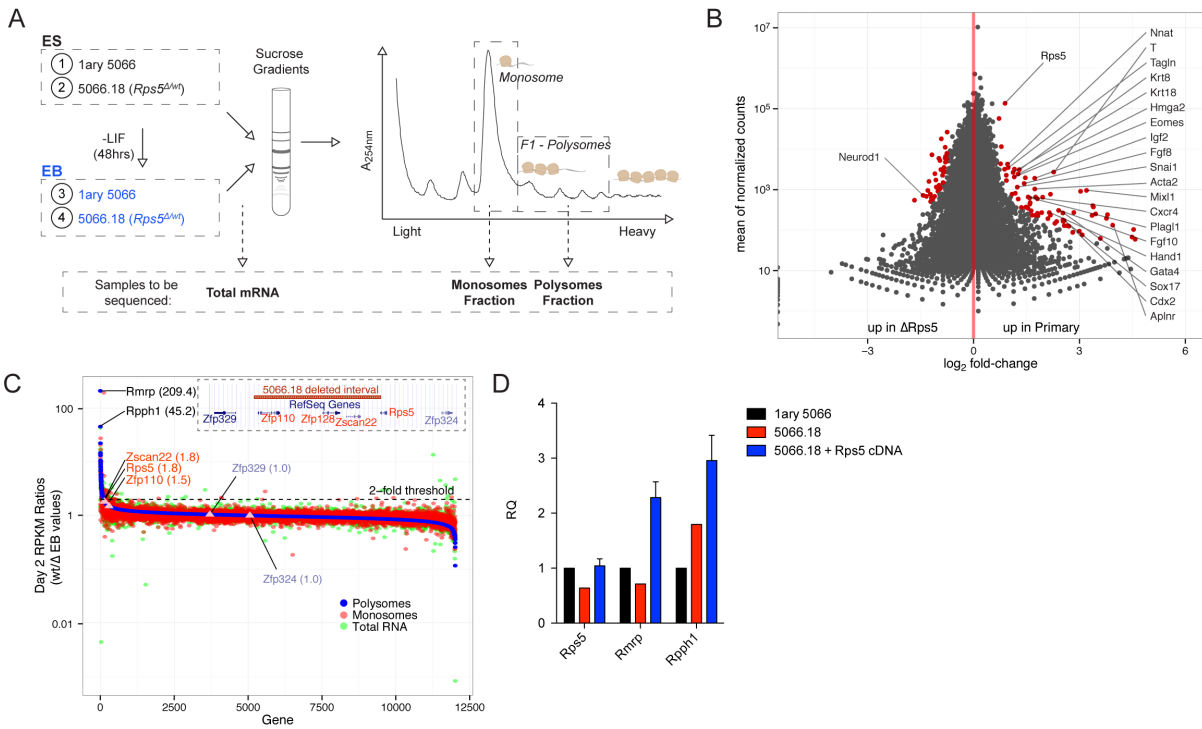 A
ES
1 1ary 5066
2 5066.18 (Rps5Δ/wt)
-LIF
(48hrs)
EB
3 1ary 5066
4 5066.18 (Rps5Δ/wt)
Sucrose
Gradients
A254nm
Monosome
F1 - Polysomes
Light
Heavy
Samples to be
sequenced:
Total mRNA
Monosomes
Fraction
Polysomes
Fraction
B
mean of normalized counts
10^7
10^5
10^3
10
Rps5
Neurod1
Nnat
T
Tagln
Krt8
Krt18
Hmga2
Eomes
Igf2
Fgf8
Snai1
Acta2
Mixl1
Cxcr4
Plagl1
Fgf10
Hand1
Gata4
Sox17
Cdx2
Aplnr
up in ΔRps5
up in Primary
−3
0
3
6
log2 fold-change
C
Day 2 RPKM Ratios
(wt/Δ EB values)
100
1
0.01
Rmrp (209.4)
Rpph1 (45.2)
Zscan22 (1.8)
Rps5 (1.8)
Zfp110 (1.5)
5066.18 deleted interval
RefSeq Genes
Zfp329
Zfp110
Zfp128
Zscan22
Rps5
Zfp324
Zfp329 (1.0)
2−fold threshold
Zfp324 (1.0)
Polysomes
Monosomes
Total RNA
0
2500
5000
7500
10000
12500
Gene
D
RQ
4
3
2
1
0
Rps5
Rmrp
Rpph1
1ary 5066
5066.18
5066.18 + Rps5 cDNA